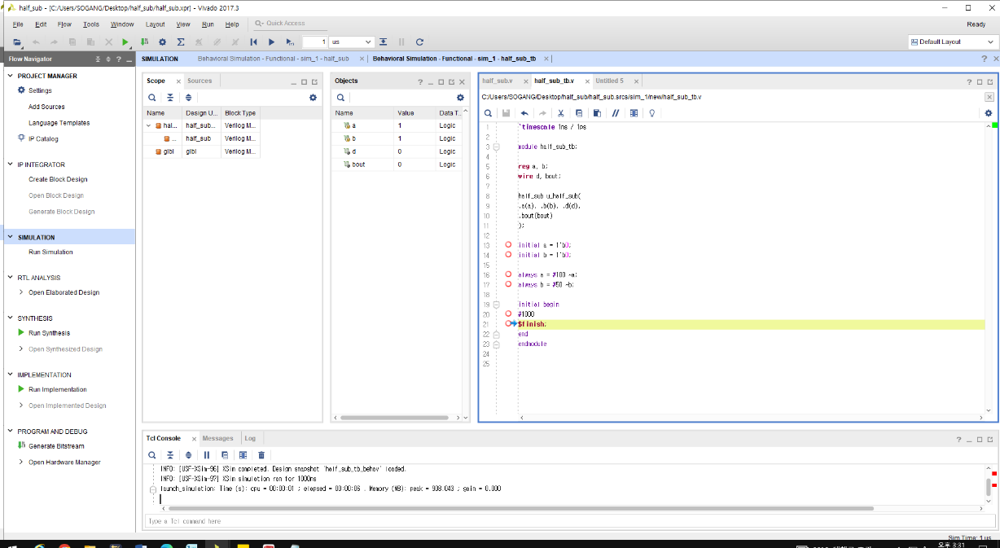 half_sub - [C:/Users/SOGANG/Desktop/half_sub/half_sub.xpr] - Vivado 2017.2
File Edit Flow Tools Window Layout View Run Help Quick Access
Ready
1 us
Default Layout
Flow Navigator
PROJECT MANAGER
Settings
Add Sources
Language Templates
IP Catalog
IP INTEGRATOR
Create Block Design
Open Block Design
Generate Block Design
SIMULATION
Run Simulation
RTL ANALYSIS
Open Elaborated Design
SYNTHESIS
Run Synthesis
Open Synthesized Design
IMPLEMENTATION
Run Implementation
Open Implemented Design
PROGRAM AND DEBUG
Generate Bitstream
Open Hardware Manager
SIMULATION
Behavioral Simulation - Functional - sim_1 - half_sub
Behavioral Simulation - Functional - sim_1 - half_sub_tb
Scope Sources
Name Design U... Block Type
hal... half_sub... Verilog M...
... half_sub Verilog M...
glbl glbl Verilog M...
Objects
Name Value Data T...
a 1 Logic
b 1 Logic
d 0 Logic
bout 0 Logic
half_sub.v half_sub_tb.v Untitled 5
C:/Users/SOGANG/Desktop/half_sub/half_sub.srcs/sim_1/new/half_sub_tb.v
1 `timescale 1ns / 1ps
2
3 module half_sub_tb;
4
5 reg a, b;
6 wire d, bout;
7
8 half_sub u_half_sub(
9 .a(a), .b(b), .d(d),
10 .bout(bout)
11 );
12
13 initial a = 1'b0;
14 initial b = 1'b0;
15
16 always a = #100 ~a;
17 always b = #50 ~b;
18
19 initial begin
20 #1000
21 $finish;
22 end
23 endmodule
24
25
Tcl Console Messages Log
INFO: [USF-XSim-96] XSim completed. Design snapshot 'half_sub_tb_behav' loaded.
INFO: [USF-XSim-97] XSim simulation ran for 1000ns
launch_simulation: Time (s): cpu = 00:00:01 ; elapsed = 00:00:06 . Memory (MB): peak = 908.043 ; gain = 0.000
Type a Tcl command here
Sim Time: 1 us
오후 3:31